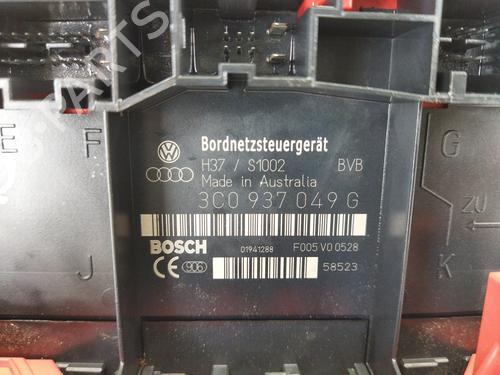 Bordnetzsteuergerät
H37 / S1002 BVB
Made in Australia
3C0 937 049 G
BOSCH 01941288 F005 V0 0528
CE 906 58523
E F
J
ZU
G
K
PARTS